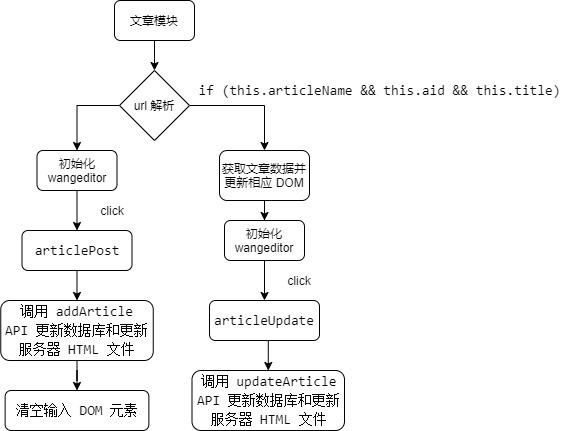 文章模块
url 解析
if (this.articleName && this.aid && this.title)
初始化
wangeditor
click
articlePost
调用 addArticle
API 更新数据库和更新
服务器 HTML 文件
清空输入 DOM 元素
获取文章数据并
更新相应 DOM
初始化
wangeditor
click
articleUpdate
调用 updateArticle
API 更新数据库和更新
服务器 HTML 文件